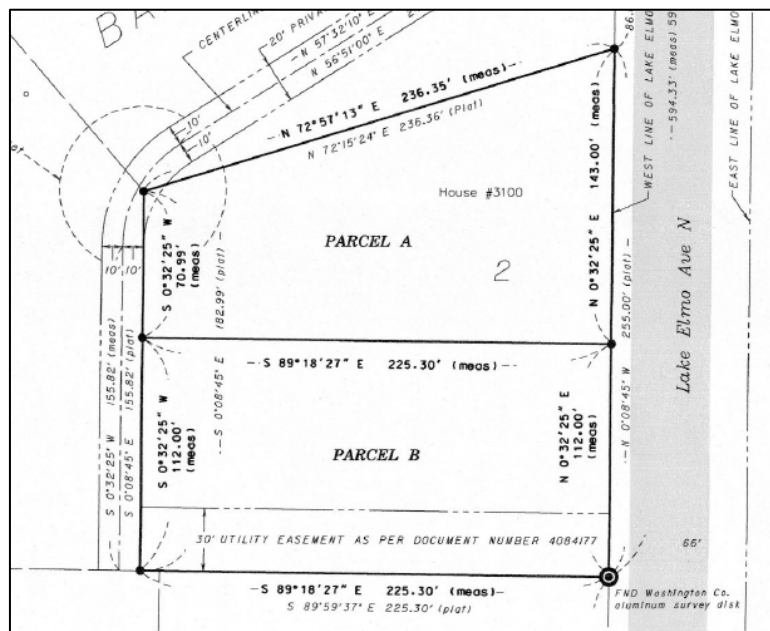 BA
CENTERLIN
20' PRIVA
N 57°32'10" E
N 56°51'00" E
-N 72°57'13" E 236.35' (meas)-
N 72°15'24" E 236.36' (Plat)
10'
10'
House #3100
PARCEL A
2
S 0°32'25" W
70.99'
(meas)
182.99' (plat)
-S 0°08'45" E
N 0°32'25" E 143.00' (meas)
86.
WEST LINE OF LAKE ELMO
-594.33' (meas) 59
EAST LINE OF LAKE ELMO
Lake Elmo Ave N
255.00' (plat)-
-N 0°08'45" W
10' 10'
S 0°32'25" W 155.82' (meas)
S 0°08'45" E 155.82' (plat)
-S 89°18'27" E 225.30' (meas)-
S 0°32'25" W
112.00'
(meas)
N 0°32'25" E
112.00'
(meas)
PARCEL B
30' UTILITY EASEMENT AS PER DOCUMENT NUMBER 4084177
66'
-S 89°18'27" E 225.30' (meas)-
S 89°59'37" E 225.30' (plat)
FND Washington Co.
aluminum survey disk